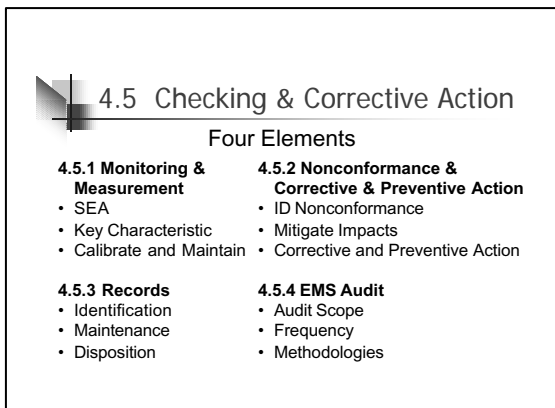 4.5 Checking & Corrective Action
Four Elements
4.5.1 Monitoring &
Measurement
• SEA
• Key Characteristic
• Calibrate and Maintain
4.5.2 Nonconformance &
Corrective & Preventive Action
• ID Nonconformance
• Mitigate Impacts
• Corrective and Preventive Action
4.5.3 Records
• Identification
• Maintenance
• Disposition
4.5.4 EMS Audit
• Audit Scope
• Frequency
• Methodologies